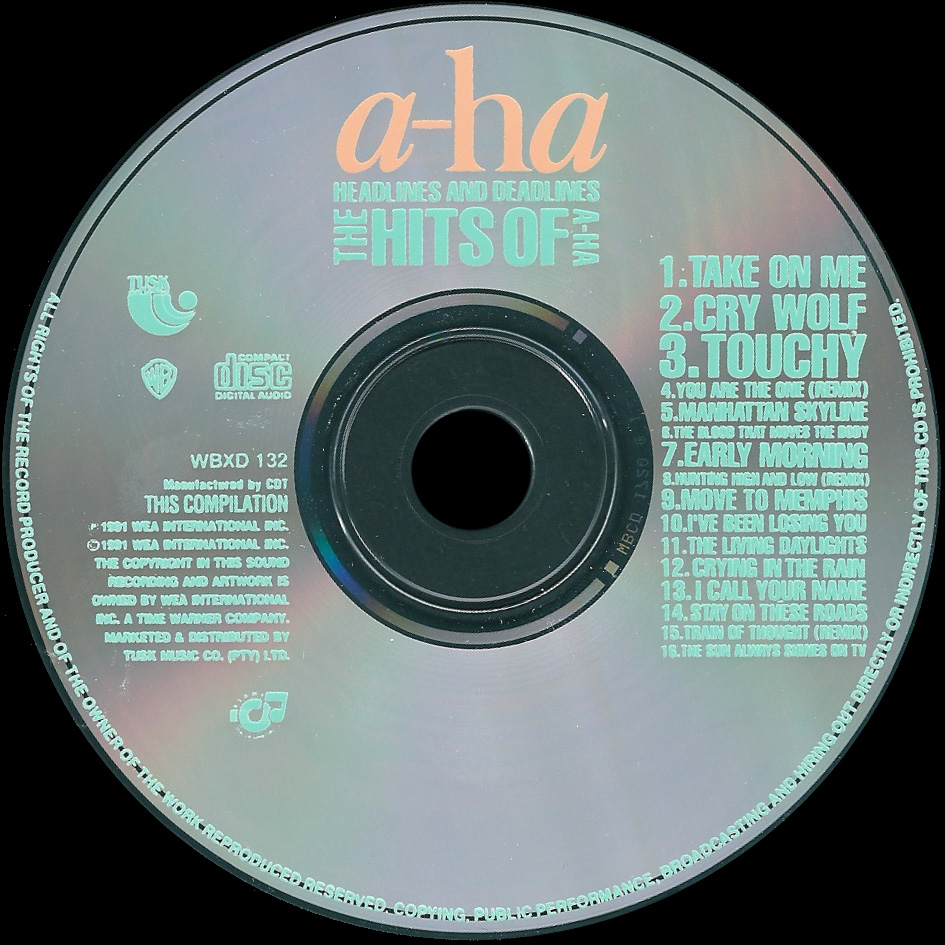 a-ha
HEADLINES AND DEADLINES
THE HITS OF A-HA
TUSK
WB
COMPACT
disc
DIGITAL AUDIO
WBXD 132
Manufactured by CDT
THIS COMPILATION
℗ 1991 WEA INTERNATIONAL INC.
© 1991 WEA INTERNATIONAL INC.
THE COPYRIGHT IN THIS SOUND
RECORDING AND ARTWORK IS
OWNED BY WEA INTERNATIONAL
INC. A TIME WARNER COMPANY.
MARKETED & DISTRIBUTED BY
TUSK MUSIC CO. (PTY) LTD.
1.TAKE ON ME
2.CRY WOLF
3.TOUCHY
4.YOU ARE THE ONE (REMIX)
5.MANHATTAN SKYLINE
6.THE BLOOD THAT MOVES THE BODY
7.EARLY MORNING
8.HUNTING HIGH AND LOW (REMIX)
9.MOVE TO MEMPHIS
10.I'VE BEEN LOSING YOU
11.THE LIVING DAYLIGHTS
12.CRYING IN THE RAIN
13.I CALL YOUR NAME
14.STAY ON THESE ROADS
15.TRAIN OF THOUGHT (REMIX)
16.THE SUN ALWAYS SHINES ON TV
ALL RIGHTS OF THE RECORD PRODUCER AND OF THE OWNER OF THE WORK REPRODUCED RESERVED. COPYING, PUBLIC PERFORMANCE, BROADCASTING AND HIRING OUT DIRECTLY OR INDIRECTLY OF THIS CD IS PROHIBITED.